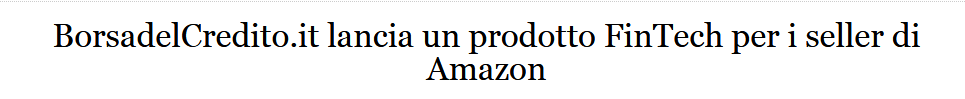 BorsadelCredito.it lancia un prodotto FinTech per i seller di
Amazon